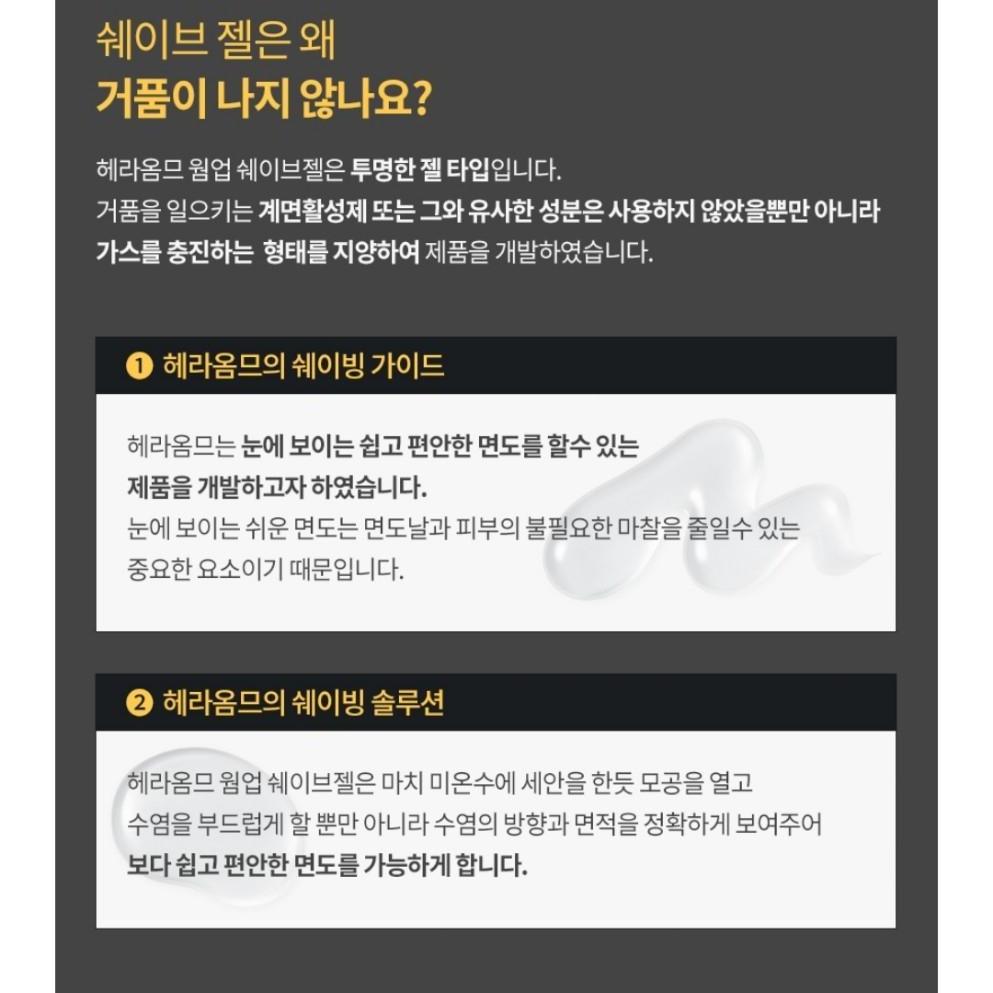 쉐이브 젤은 왜
거품이 나지 않나요?
헤라옴므 웜업 쉐이브젤은 투명한 젤 타입입니다.
거품을 일으키는 계면활성제 또는 그와 유사한 성분은 사용하지 않았을뿐만 아니라
가스를 충진하는 형태를 지양하여 제품을 개발하였습니다.
❶ 헤라옴므의 쉐이빙 가이드
헤라옴므는 눈에 보이는 쉽고 편안한 면도를 할수 있는
제품을 개발하고자 하였습니다.
눈에 보이는 쉬운 면도는 면도날과 피부의 불필요한 마찰을 줄일수 있는
중요한 요소이기 때문입니다.
❷ 헤라옴므의 쉐이빙 솔루션
헤라옴므 웜업 쉐이브젤은 마치 미온수에 세안을 한듯 모공을 열고
수염을 부드럽게 할 뿐만 아니라 수염의 방향과 면적을 정확하게 보여주어
보다 쉽고 편안한 면도를 가능하게 합니다.